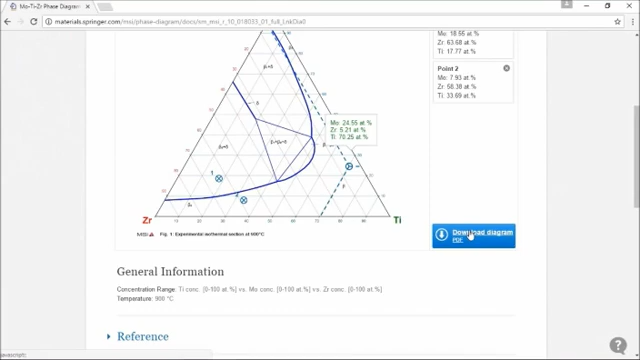 Mo-Ti-Zr Phase Diagram
materials.springer.com/msi/phase-diagram/docs/sm_msi_r_10_018033_01_full_LnkDia0
Mo: 18.55 at %
Zr: 63.68 at %
Ti: 17.77 at %
Point 2
Mo: 7.93 at %
Zr: 58.38 at %
Ti: 33.69 at %
Mo: 24.55 at %
Zr: 5.21 at %
Ti: 70.25 at %
1
2
Zr
Ti
Download diagram
PDF
MSI
Fig. 1. Experimental isothermal section at 900°C
General Information
Concentration Range: Ti conc. [0-100 at.%] vs. Mo conc. [0-100 at.%] vs. Zr conc. [0-100 at.%]
Temperature: 900 °C
Reference
?
javascript: